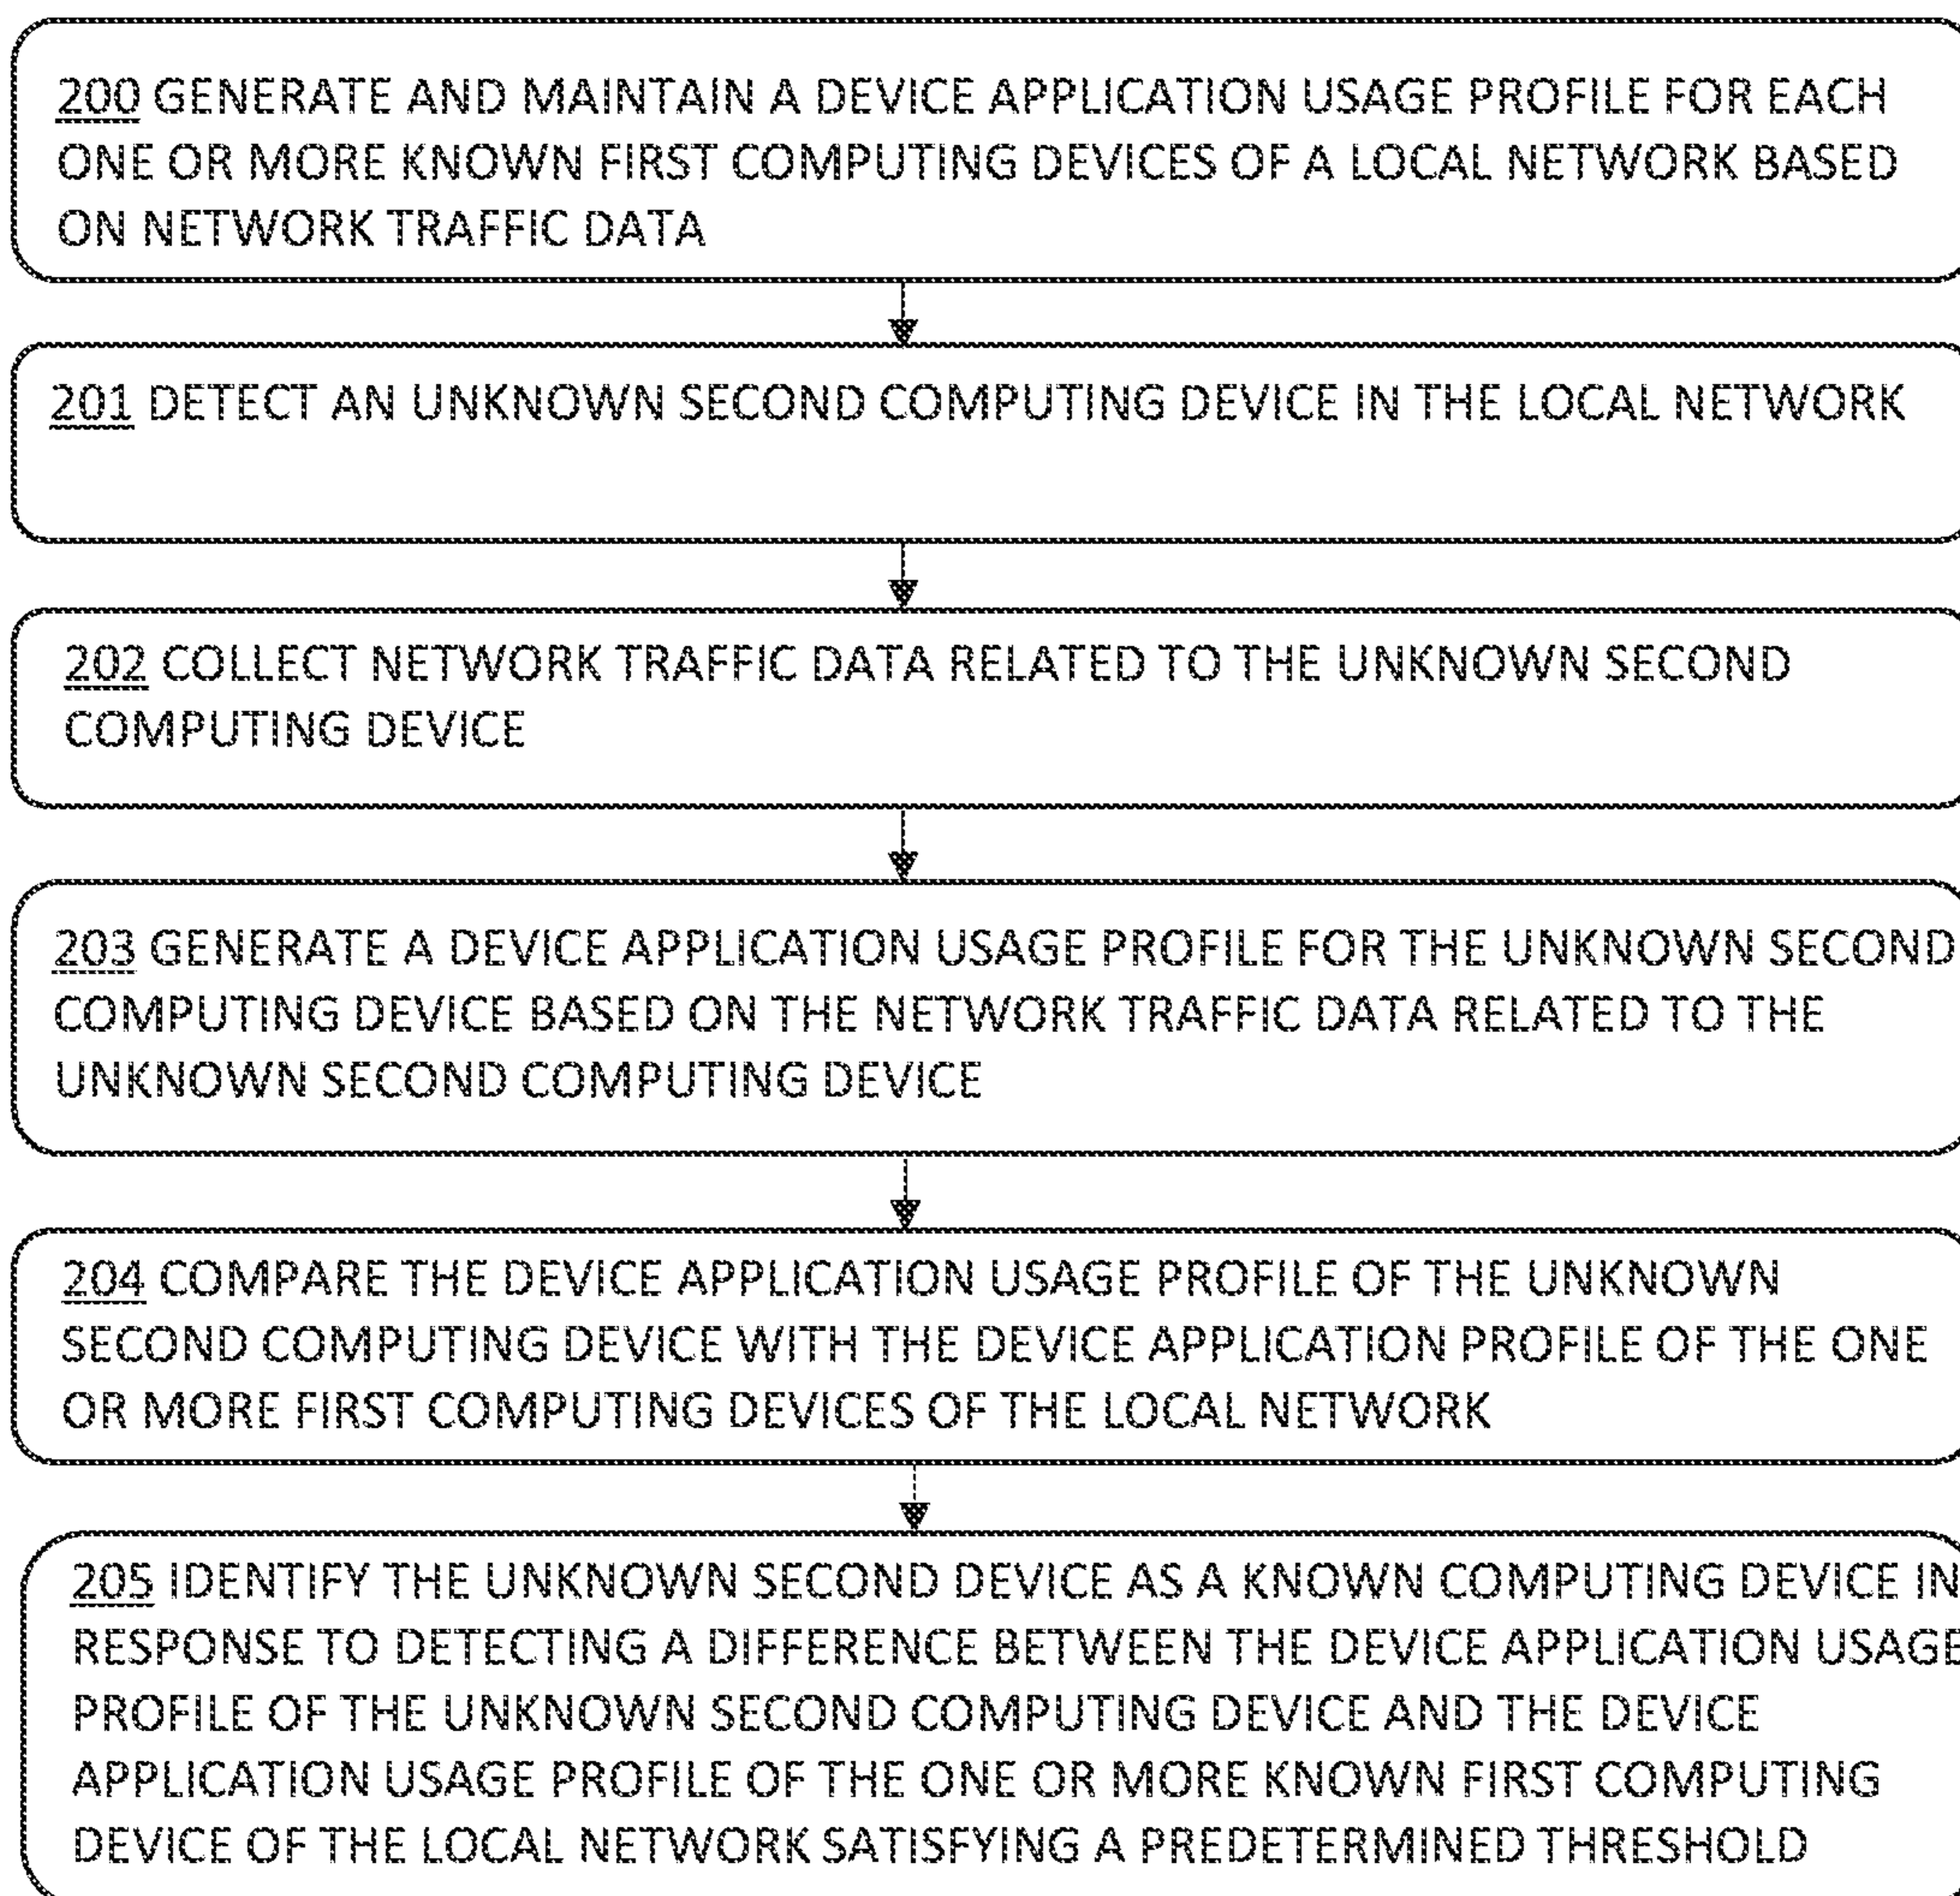 200 GENERATE AND MAINTAIN A DEVICE APPLICATION USAGE PROFILE FOR EACH
ONE OR MORE KNOWN FIRST COMPUTING DEVICES OF A LOCAL NETWORK BASED
ON NETWORK TRAFFIC DATA
201 DETECT AN UNKNOWN SECOND COMPUTING DEVICE IN THE LOCAL NETWORK
202 COLLECT NETWORK TRAFFIC DATA RELATED TO THE UNKNOWN SECOND
COMPUTING DEVICE
203 GENERATE A DEVICE APPLICATION USAGE PROFILE FOR THE UNKNOWN SECOND
COMPUTING DEVICE BASED ON THE NETWORK TRAFFIC DATA RELATED TO THE
UNKNOWN SECOND COMPUTING DEVICE
204 COMPARE THE DEVICE APPLICATION USAGE PROFILE OF THE UNKNOWN
SECOND COMPUTING DEVICE WITH THE DEVICE APPLICATION PROFILE OF THE ONE
OR MORE FIRST COMPUTING DEVICES OF THE LOCAL NETWORK
205 IDENTIFY THE UNKNOWN SECOND DEVICE AS A KNOWN COMPUTING DEVICE IN
RESPONSE TO DETECTING A DIFFERENCE BETWEEN THE DEVICE APPLICATION USAGE
PROFILE OF THE UNKNOWN SECOND COMPUTING DEVICE AND THE DEVICE
APPLICATION USAGE PROFILE OF THE ONE OR MORE KNOWN FIRST COMPUTING
DEVICE OF THE LOCAL NETWORK SATISFYING A PREDETERMINED THRESHOLD